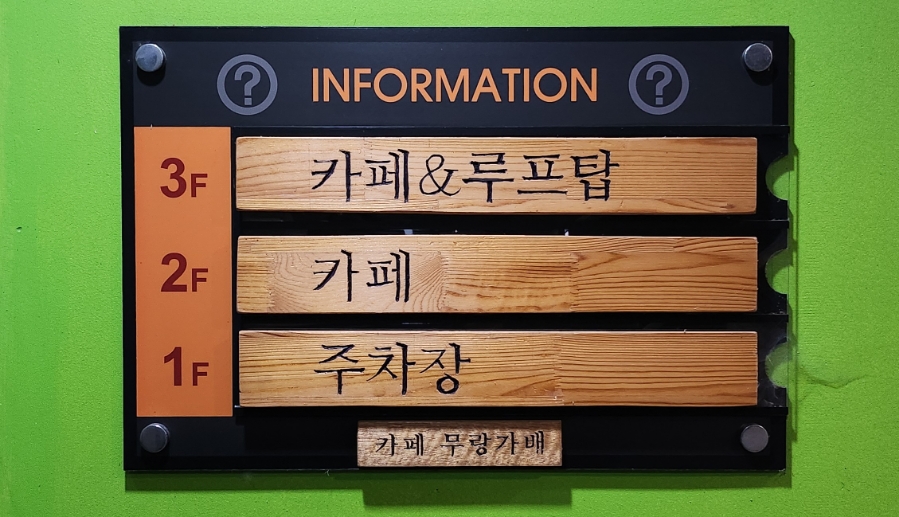 ? INFORMATION ?
3F 카페&루프탑
2F 카페
1F 주차장
카페 무랑가배